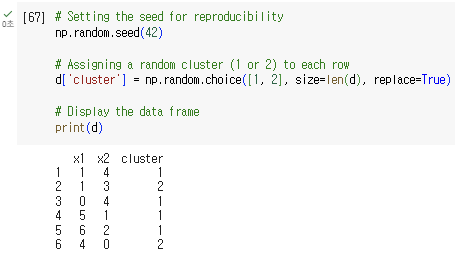 [67] # Setting the seed for reproducibility
0초 np.random.seed(42)
# Assigning a random cluster (1 or 2) to each row
d['cluster'] = np.random.choice([1, 2], size=len(d), replace=True)
# Display the data frame
print(d)
x1 x2 cluster
1 1 4 1
2 1 3 2
3 0 4 1
4 5 1 1
5 6 2 1
6 4 0 2